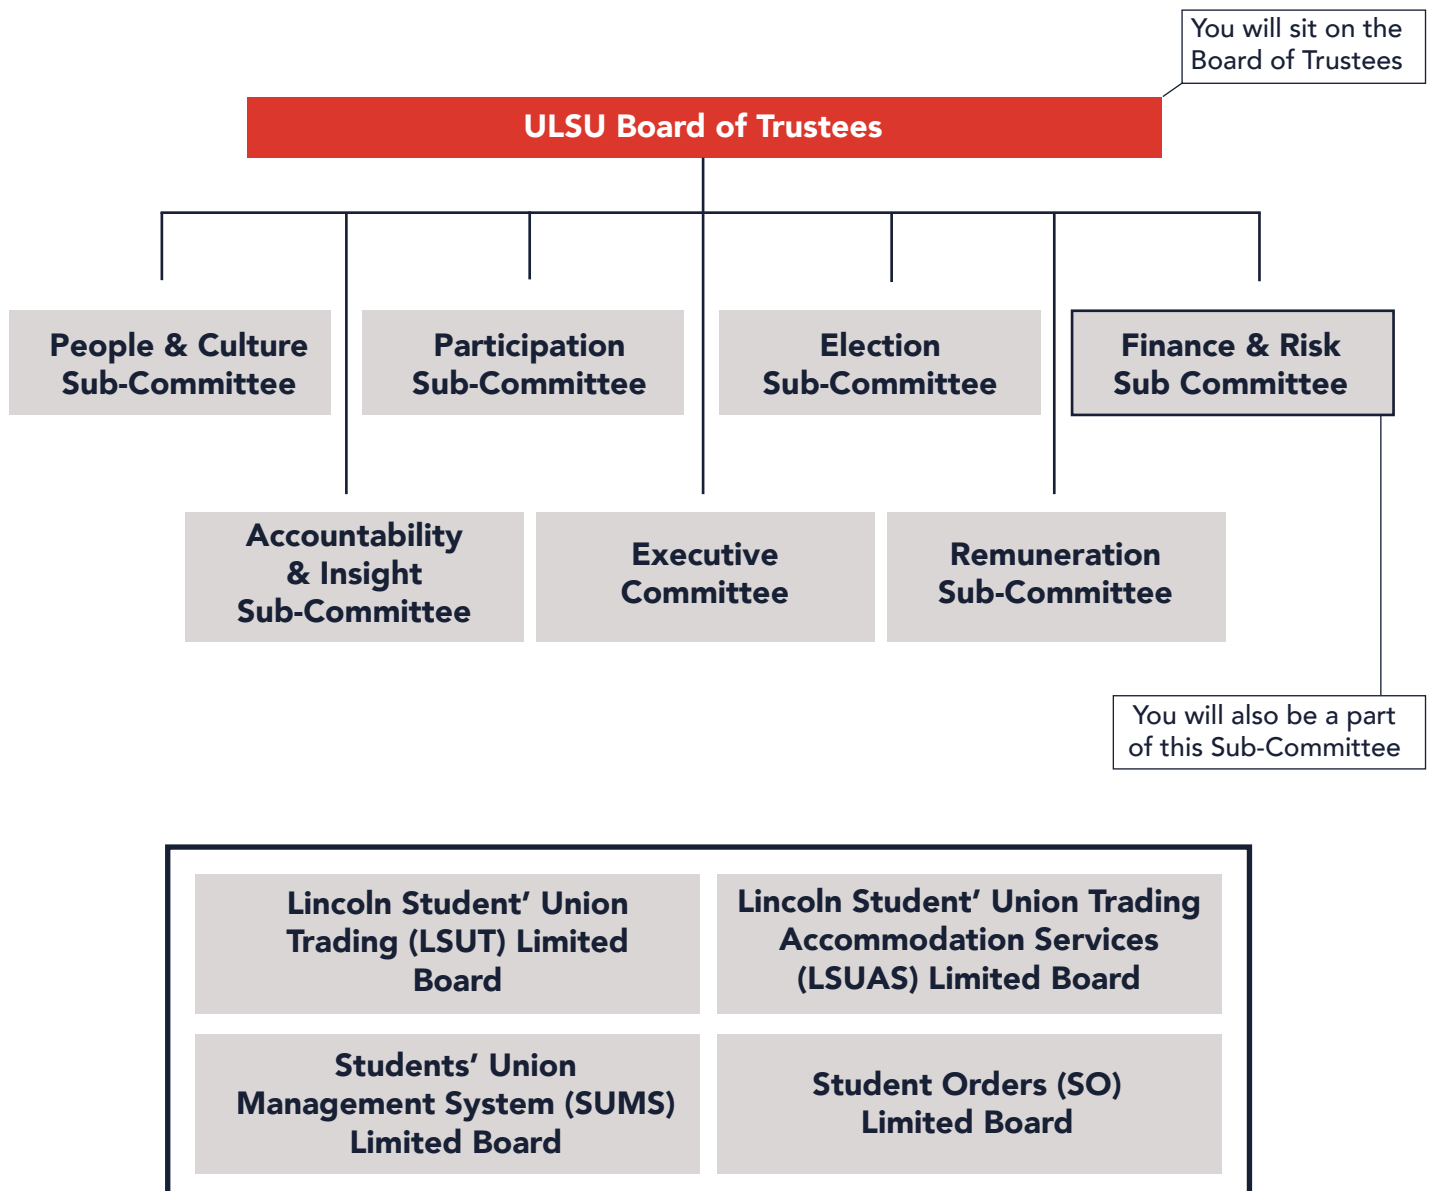 You will sit on the
Board of Trustees
ULSU Board of Trustees
People & Culture
Sub-Committee
Participation
Sub-Committee
Election
Sub-Committee
Finance & Risk
Sub Committee
Accountability
& Insight
Sub-Committee
Executive
Committee
Remuneration
Sub-Committee
You will also be a part
of this Sub-Committee
Lincoln Student’ Union
Trading (LSUT) Limited
Board
Lincoln Student’ Union Trading
Accommodation Services
(LSUAS) Limited Board
Students’ Union
Management System (SUMS)
Limited Board
Student Orders (SO)
Limited Board